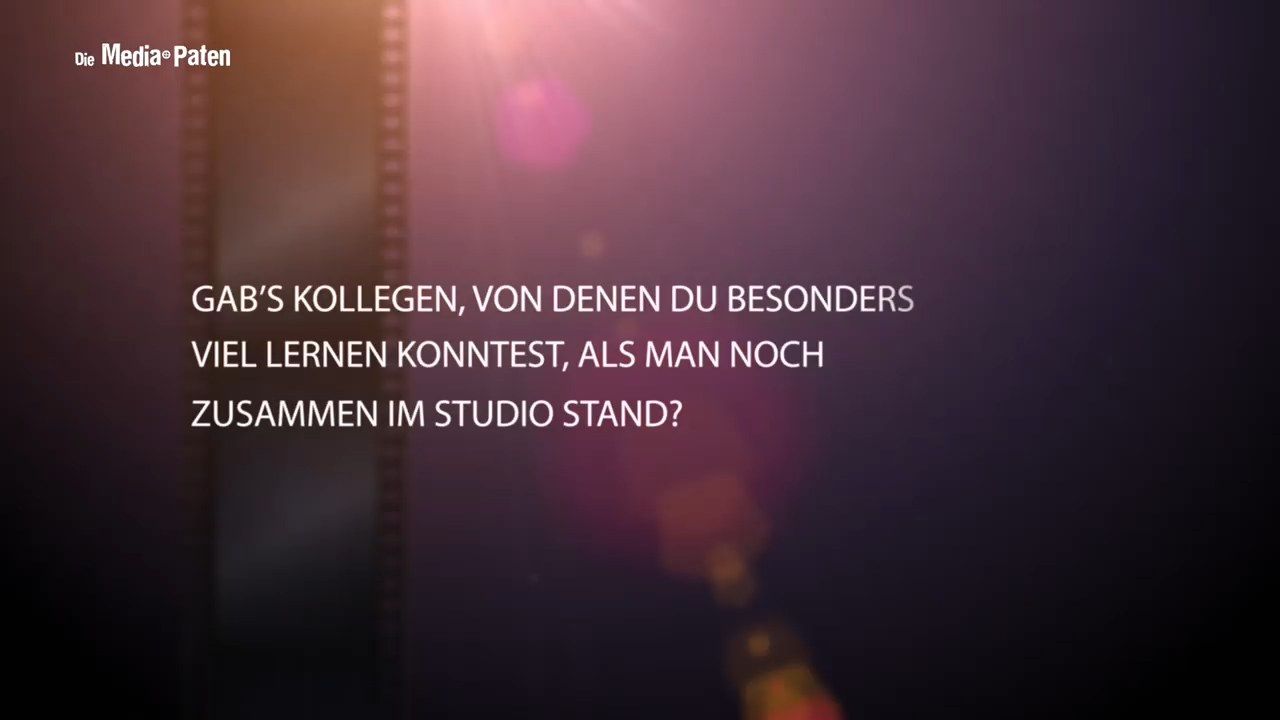 Die Media Paten
GAB'S KOLLEGEN, VON DENEN DU BESONDERS
VIEL LERNEN KONNTEST, ALS MAN NOCH
ZUSAMMEN IM STUDIO STAND?